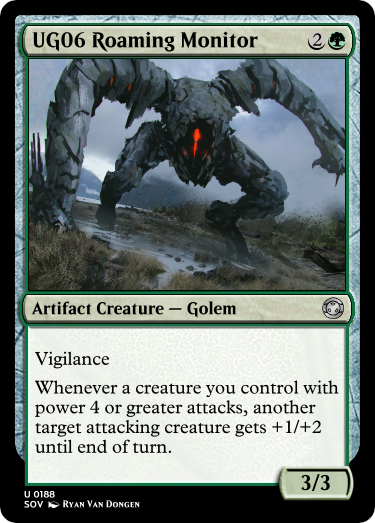 UG06 Roaming Monitor 2
Artifact Creature — Golem
Vigilance
Whenever a creature you control with
power 4 or greater attacks, another
target attacking creature gets +1/+2
until end of turn.
3/3
U 0188
SOV Ryan Van Dongen